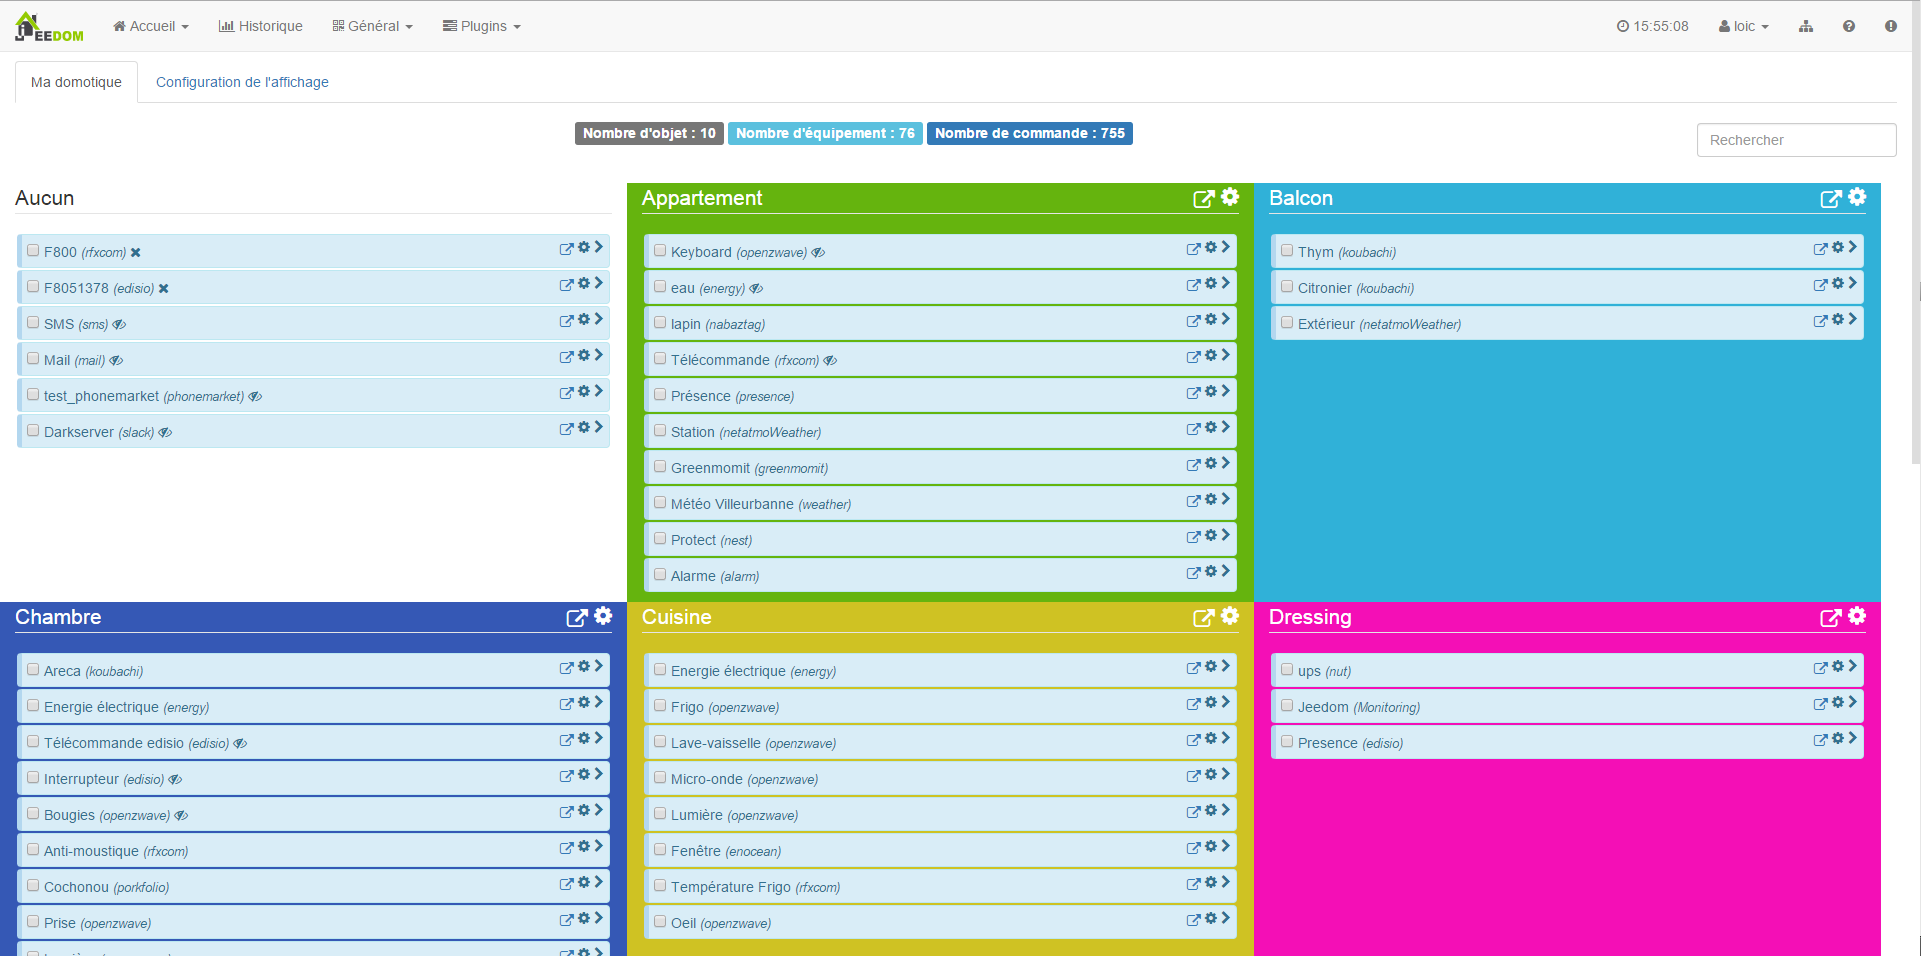 JEEDOM
Accueil
Historique
Général
Plugins
15:55:08
loic
Ma domotique
Configuration de l'affichage
Nombre d'objet : 10
Nombre d'équipement : 76
Nombre de commande : 755
Rechercher
Aucun
F800 (rfxcom)
F8051378 (edisio)
SMS (sms)
Mail (mail)
test_phonemarket (phonemarket)
Darkserver (slack)
Appartement
Keyboard (openzwave)
eau (energy)
lapin (nabaztag)
Télécommande (rfxcom)
Présence (presence)
Station (netatmoWeather)
Greenmomit (greenmomit)
Météo Villeurbanne (weather)
Protect (nest)
Alarme (alarm)
Balcon
Thym (koubachi)
Citronier (koubachi)
Extérieur (netatmoWeather)
Chambre
Areca (koubachi)
Energie électrique (energy)
Télécommande edisio (edisio)
Interrupteur (edisio)
Bougies (openzwave)
Anti-moustique (rfxcom)
Cochonou (porkfolio)
Prise (openzwave)
Cuisine
Energie électrique (energy)
Frigo (openzwave)
Lave-vaisselle (openzwave)
Micro-onde (openzwave)
Lumière (openzwave)
Fenêtre (enocean)
Température Frigo (rfxcom)
Oeil (openzwave)
Dressing
ups (nut)
Jeedom (Monitoring)
Presence (edisio)